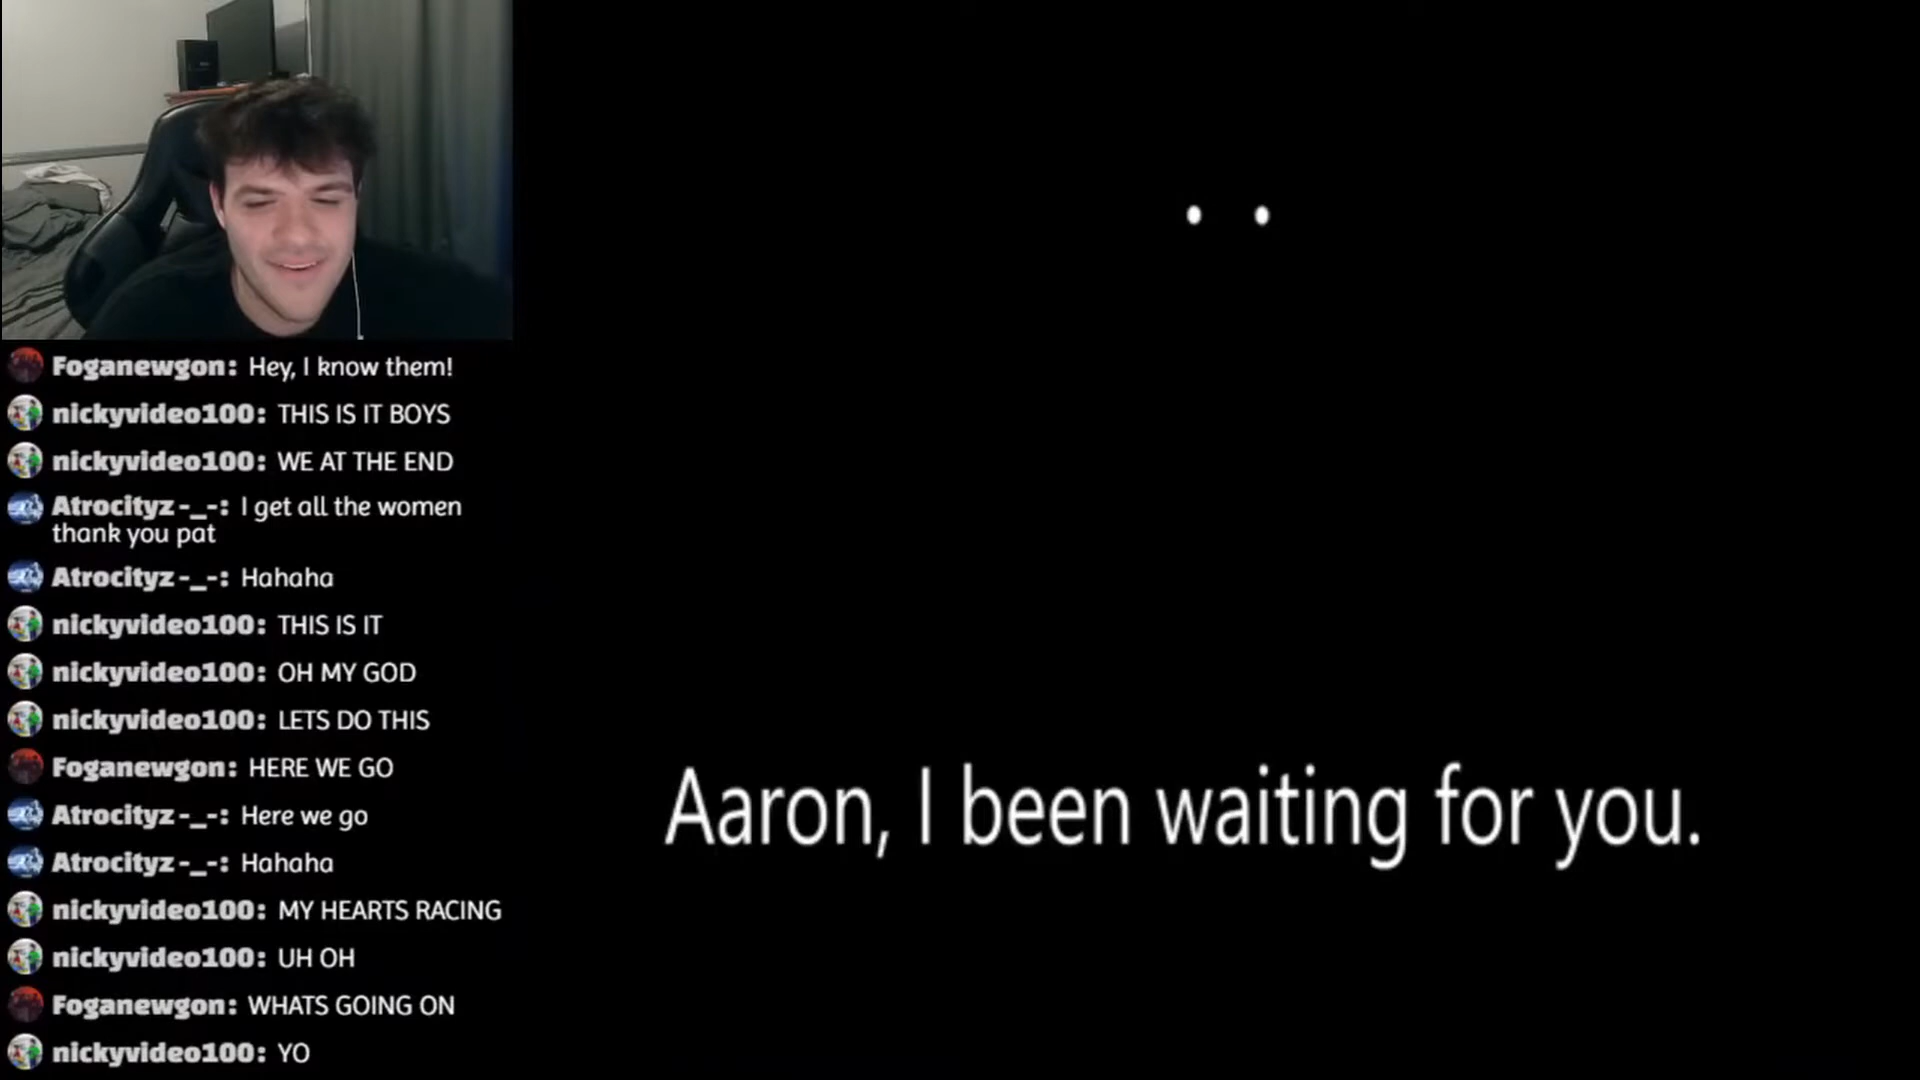 Foganewgon: Hey, I know them!
nickyvideo100: THIS IS IT BOYS
nickyvideo100: WE AT THE END
Atrocityz -_-: I get all the women
thank you pat
Atrocityz -_-: Hahaha
nickyvideo100: THIS IS IT
nickyvideo100: OH MY GOD
nickyvideo100: LETS DO THIS
Foganewgon: HERE WE GO
Atrocityz -_-: Here we go
Atrocityz -_-: Hahaha
nickyvideo100: MY HEARTS RACING
nickyvideo100: UH OH
Foganewgon: WHATS GOING ON
nickyvideo100: YO
Aaron, I been waiting for you.